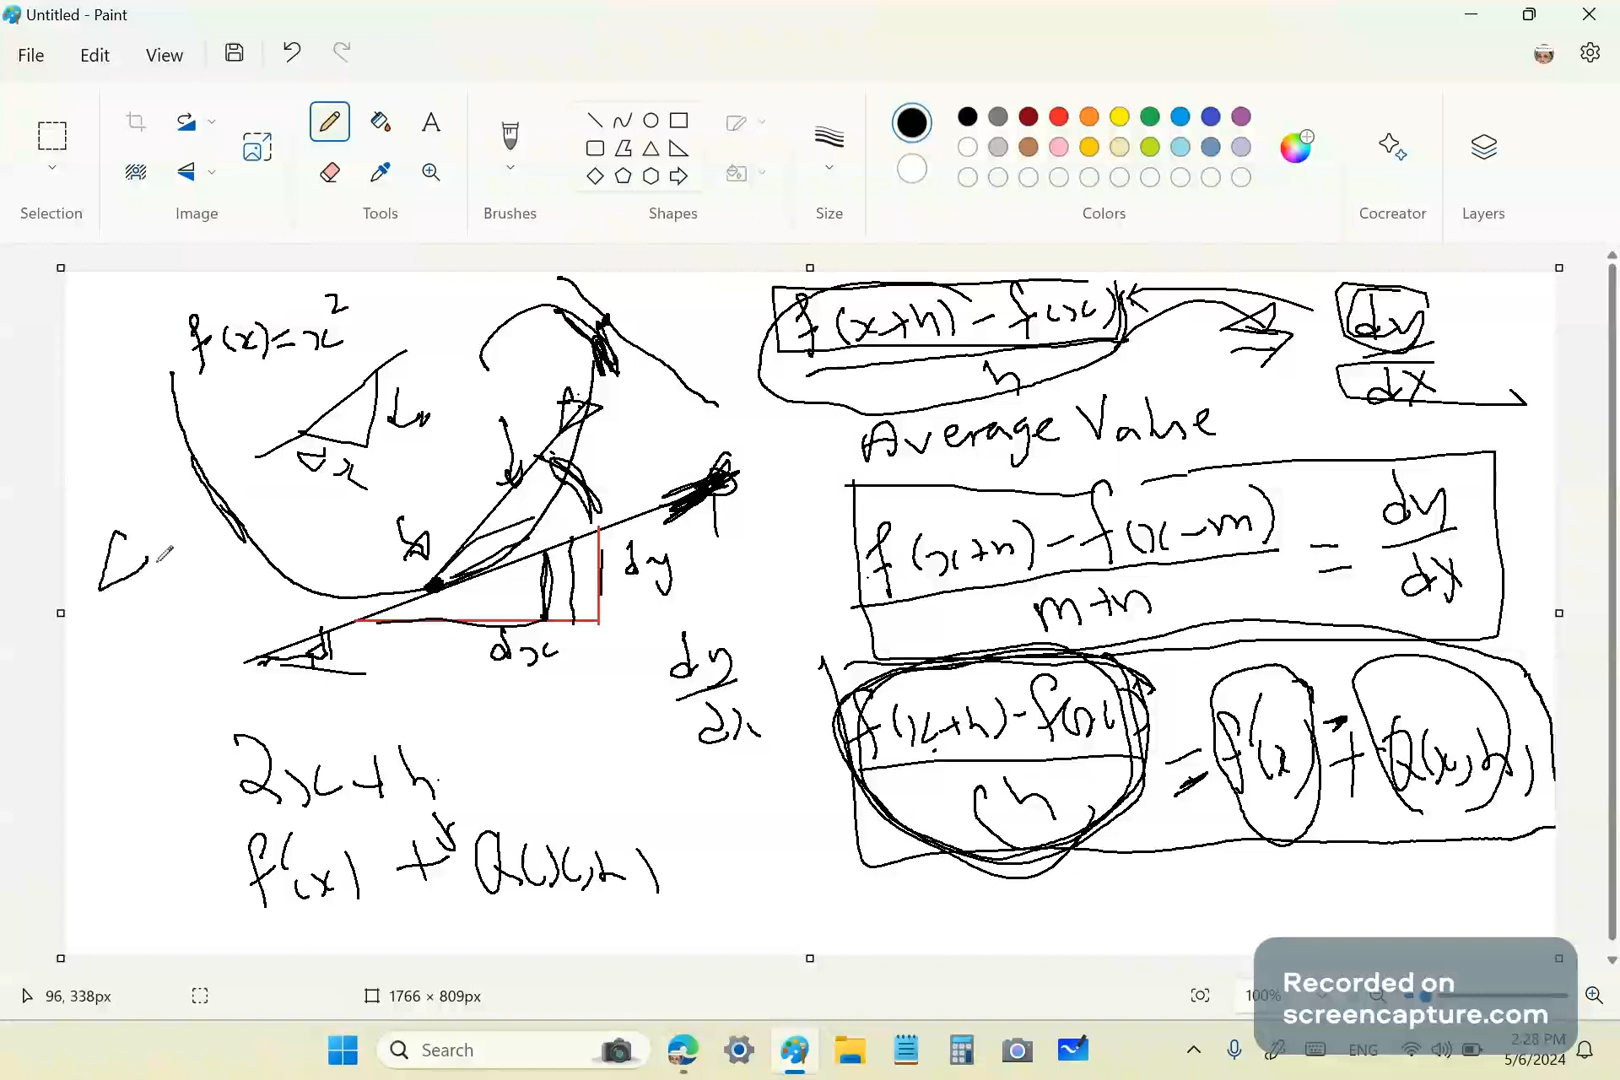 Untitled - Paint
File Edit View
Selection Image Tools Brushes Shapes Size Colors Cocreator Layers
f(x)=x²
f(x+h)-f(x)
h
dy
dx
Average Value
f(x+n)-f(x-m)
m+n
=
dy
dx
dy
dx
dy
dx
f(x+h)-f(x)
h
= f'(x) + Q(x,h)
2x+h
f'(x) + Q(x,h)
96, 338px 1766 × 809px 100%
Recorded on
screencapture.com
Search ENG 2:28 PM
5/6/2024